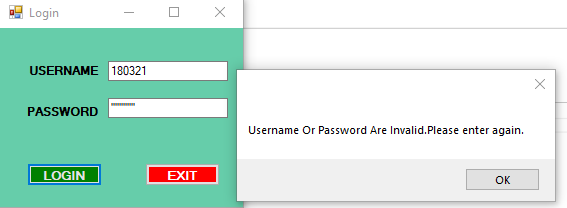 Login
USERNAME 180321
PASSWORD
LOGIN EXIT
Username Or Password Are Invalid.Please enter again.
OK